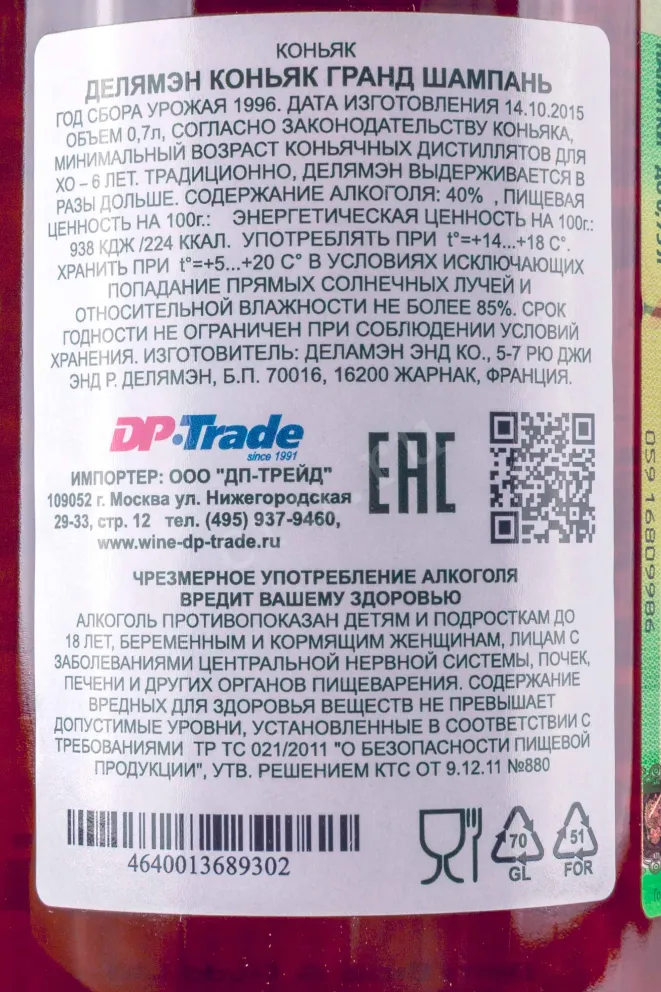 КОНЬЯК
ДЕЛЯМЭН КОНЬЯК ГРАНД ШАМПАНЬ
ГОД СБОРА УРОЖАЯ 1996. ДАТА ИЗГОТОВЛЕНИЯ 14.10.2015
ОБЪЕМ 0,7л, СОГЛАСНО ЗАКОНОДАТЕЛЬСТВУ КОНЬЯКА,
МИНИМАЛЬНЫЙ ВОЗРАСТ КОНЬЯЧНЫХ ДИСТИЛЛЯТОВ ДЛЯ
ХО – 6 ЛЕТ. ТРАДИЦИОННО, ДЕЛЯМЭН ВЫДЕРЖИВАЕТСЯ В
РАЗЫ ДОЛЬШЕ. СОДЕРЖАНИЕ АЛКОГОЛЯ: 40% , ПИЩЕВАЯ
ЦЕННОСТЬ НА 100г.: ЭНЕРГЕТИЧЕСКАЯ ЦЕННОСТЬ НА 100г.:
938 КДЖ /224 ККАЛ. УПОТРЕБЛЯТЬ ПРИ t°=+14...+18 С°.
ХРАНИТЬ ПРИ t°=+5...+20 С° В УСЛОВИЯХ ИСКЛЮЧАЮЩИХ
ПОПАДАНИЕ ПРЯМЫХ СОЛНЕЧНЫХ ЛУЧЕЙ И
ОТНОСИТЕЛЬНОЙ ВЛАЖНОСТИ НЕ БОЛЕЕ 85%. СРОК
ГОДНОСТИ НЕ ОГРАНИЧЕН ПРИ СОБЛЮДЕНИИ УСЛОВИЙ
ХРАНЕНИЯ. ИЗГОТОВИТЕЛЬ: ДЕЛАМЭН ЭНД КО., 5-7 РЮ ДЖИ
ЭНД Р. ДЕЛЯМЭН, Б.П. 70016, 16200 ЖАРНАК, ФРАНЦИЯ.
DP·Trade
since 1991
ИМПОРТЕР: ООО "ДП-ТРЕЙД"
109052 г. Москва ул. Нижегородская
29-33, стр. 12 тел. (495) 937-9460,
www.wine-dp-trade.ru
EAC
ЧРЕЗМЕРНОЕ УПОТРЕБЛЕНИЕ АЛКОГОЛЯ
ВРЕДИТ ВАШЕМУ ЗДОРОВЬЮ
АЛКОГОЛЬ ПРОТИВОПОКАЗАН ДЕТЯМ И ПОДРОСТКАМ ДО
18 ЛЕТ, БЕРЕМЕННЫМ И КОРМЯЩИМ ЖЕНЩИНАМ, ЛИЦАМ С
ЗАБОЛЕВАНИЯМИ ЦЕНТРАЛЬНОЙ НЕРВНОЙ СИСТЕМЫ, ПОЧЕК,
ПЕЧЕНИ И ДРУГИХ ОРГАНОВ ПИЩЕВАРЕНИЯ. СОДЕРЖАНИЕ
ВРЕДНЫХ ДЛЯ ЗДОРОВЬЯ ВЕЩЕСТВ НЕ ПРЕВЫШАЕТ
ДОПУСТИМЫЕ УРОВНИ, УСТАНОВЛЕННЫЕ В СООТВЕТСТВИИ С
ТРЕБОВАНИЯМИ ТР ТС 021/2011 "О БЕЗОПАСНОСТИ ПИЩЕВОЙ
ПРОДУКЦИИ", УТВ. РЕШЕНИЕМ КТС ОТ 9.12.11 №880
4640013689302
70
GL
51
FOR
059 16809986